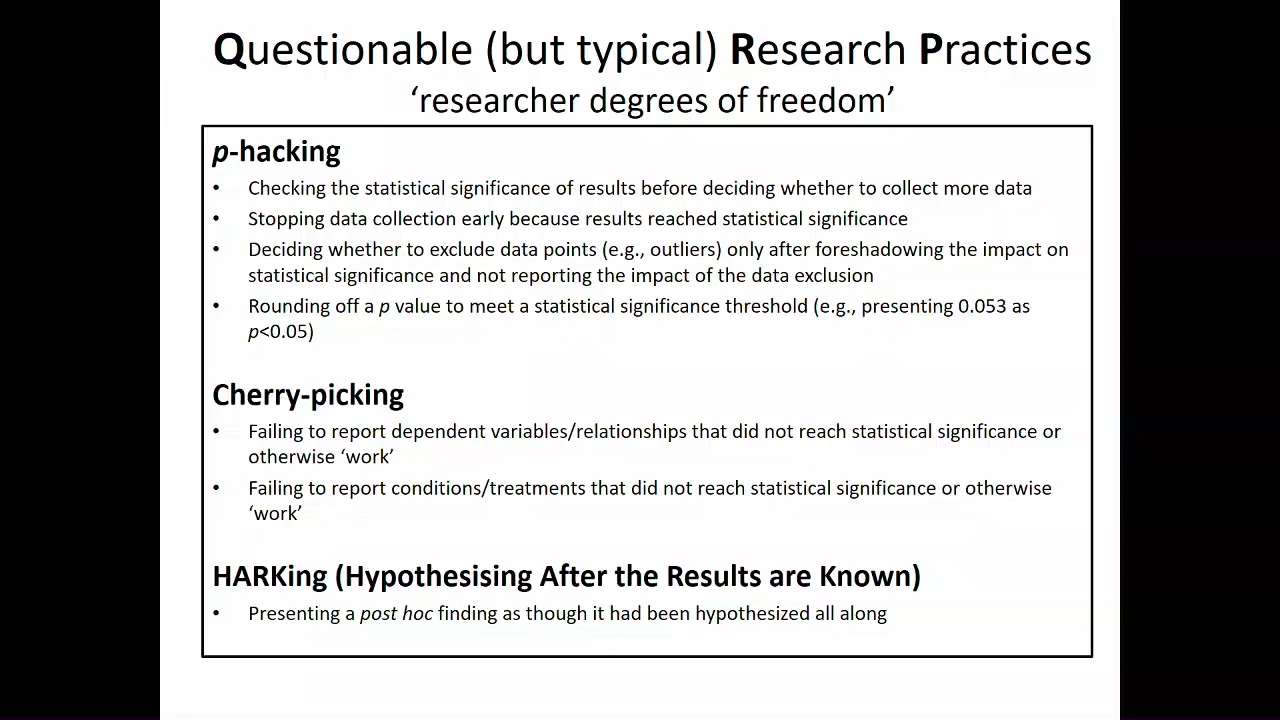 Questionable (but typical) Research Practices
‘researcher degrees of freedom’
p-hacking
• Checking the statistical significance of results before deciding whether to collect more data
• Stopping data collection early because results reached statistical significance
• Deciding whether to exclude data points (e.g., outliers) only after foreshadowing the impact on
statistical significance and not reporting the impact of the data exclusion
• Rounding off a p value to meet a statistical significance threshold (e.g., presenting 0.053 as
p<0.05)
Cherry-picking
• Failing to report dependent variables/relationships that did not reach statistical significance or
otherwise ‘work’
• Failing to report conditions/treatments that did not reach statistical significance or otherwise
‘work’
HARKing (Hypothesising After the Results are Known)
• Presenting a post hoc finding as though it had been hypothesized all along